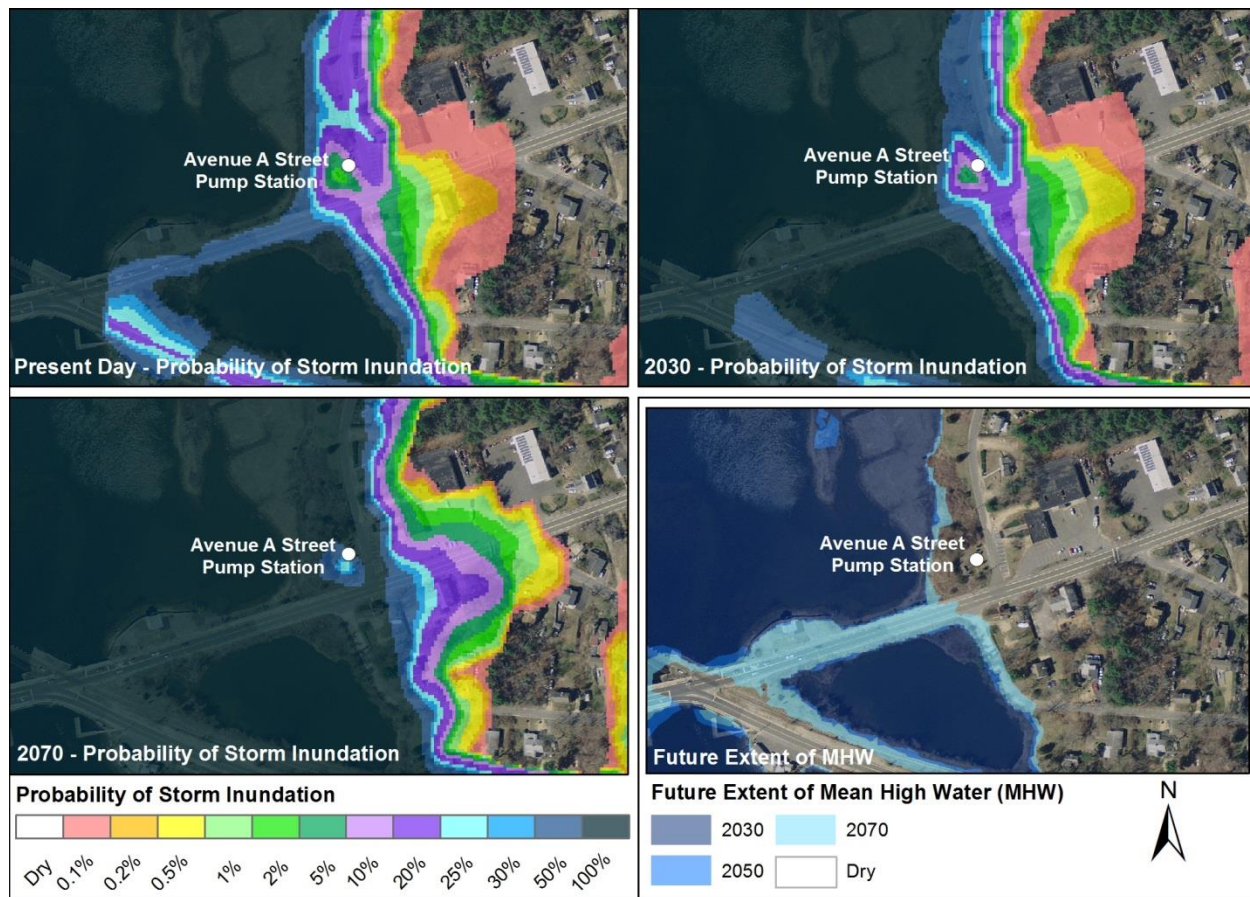 Avenue A Street
Pump Station
Present Day - Probability of Storm Inundation
Avenue A Street
Pump Station
2030 - Probability of Storm Inundation
Avenue A Street
Pump Station
2070 - Probability of Storm Inundation
Avenue A Street
Pump Station
Future Extent of MHW
Probability of Storm Inundation
Dry 0.1% 0.2% 0.5% 1% 2% 5% 10% 20% 25% 30% 50% 100%
Future Extent of Mean High Water (MHW)
2030 2070
2050 Dry
N